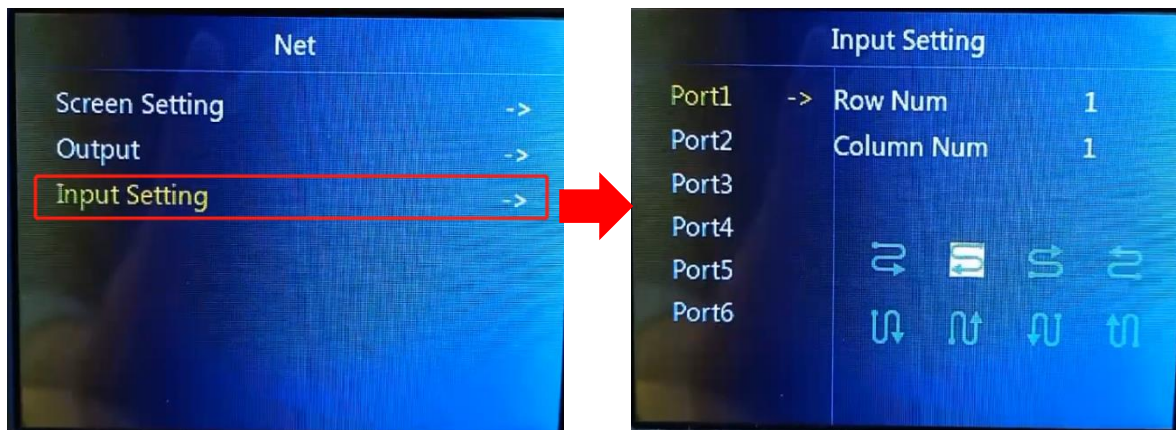 Net
Screen Setting ->
Output ->
Input Setting ->
Input Setting
Port1 -> Row Num 1
Port2 Column Num 1
Port3
Port4
Port5
Port6